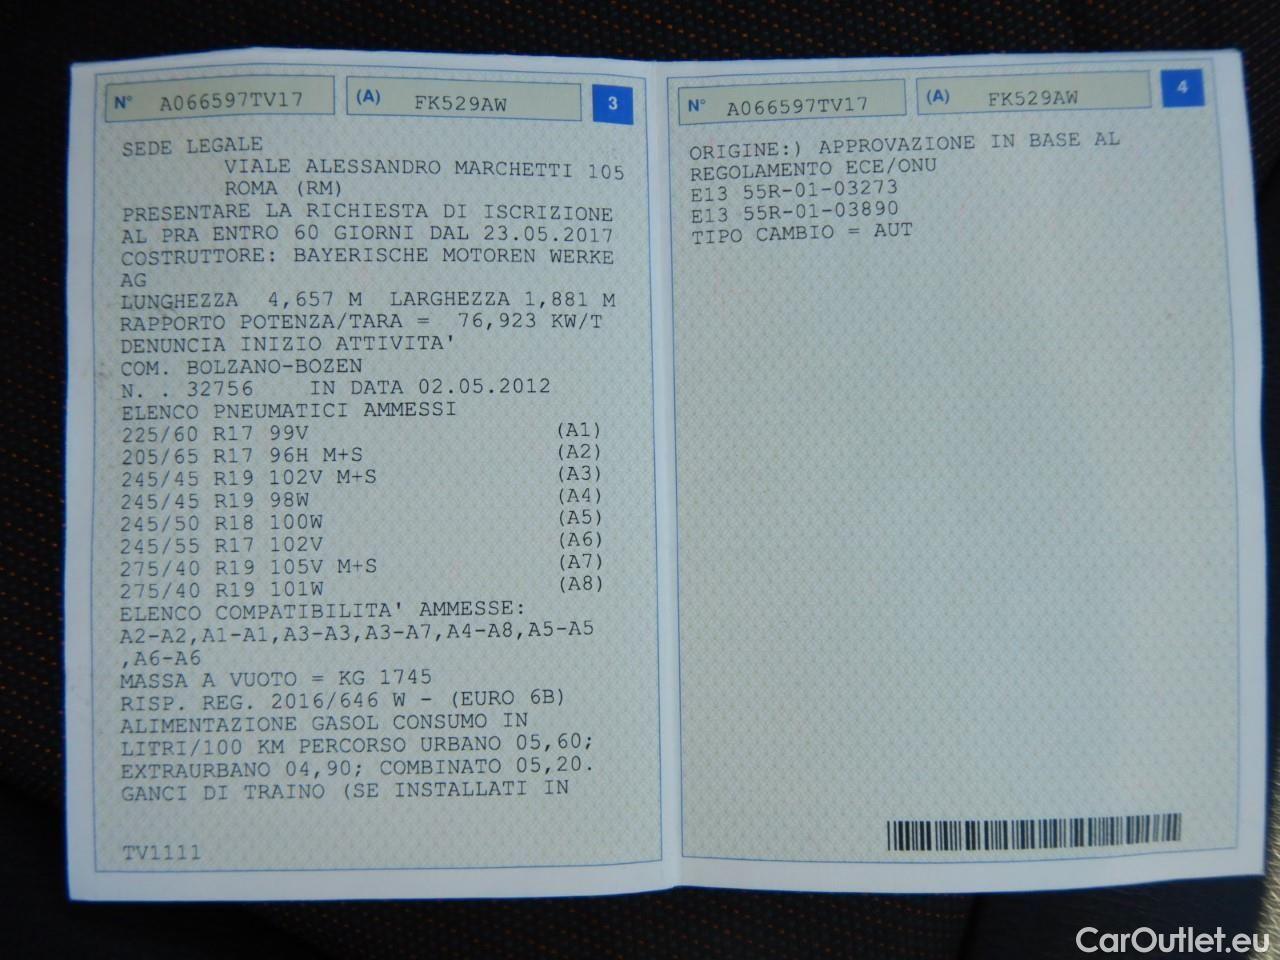 N° A066597TV17 (A) FK529AW 3
SEDE LEGALE
VIALE ALESSANDRO MARCHETTI 105
ROMA (RM)
PRESENTARE LA RICHIESTA DI ISCRIZIONE
AL PRA ENTRO 60 GIORNI DAL 23.05.2017
COSTRUTTORE: BAYERISCHE MOTOREN WERKE
AG
LUNGHEZZA 4,657 M LARGHEZZA 1,881 M
RAPPORTO POTENZA/TARA = 76,923 KW/T
DENUNCIA INIZIO ATTIVITA'
COM. BOLZANO-BOZEN
N. . 32756 IN DATA 02.05.2012
ELENCO PNEUMATICI AMMESSI
225/60 R17 99V (A1)
205/65 R17 96H M+S (A2)
245/45 R19 102V M+S (A3)
245/45 R19 98W (A4)
245/50 R18 100W (A5)
245/55 R17 102V (A6)
275/40 R19 105V M+S (A7)
275/40 R19 101W (A8)
ELENCO COMPATIBILITA' AMMESSE:
A2-A2,A1-A1,A3-A3,A3-A7,A4-A8,A5-A5
,A6-A6
MASSA A VUOTO = KG 1745
RISP. REG. 2016/646 W - (EURO 6B)
ALIMENTAZIONE GASOL CONSUMO IN
LITRI/100 KM PERCORSO URBANO 05,60;
EXTRAURBANO 04,90; COMBINATO 05,20.
GANCI DI TRAINO (SE INSTALLATI IN
TV1111
N° A066597TV17 (A) FK529AW 4
ORIGINE:) APPROVAZIONE IN BASE AL
REGOLAMENTO ECE/ONU
E13 55R-01-03273
E13 55R-01-03890
TIPO CAMBIO = AUT
CarOutlet.eu